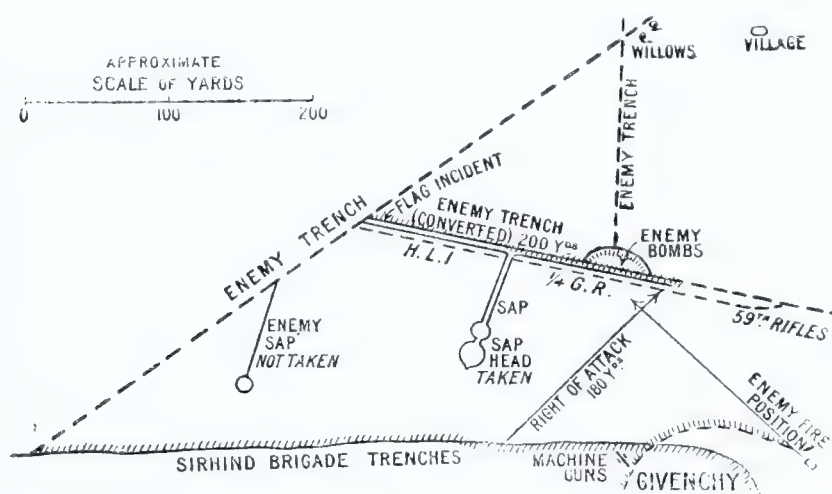 APPROXIMATE
SCALE OF YARDS
0 100 200
WILLOWS
VILLAGE
ENEMY TRENCH
FLAG INCIDENT
ENEMY TRENCH
ENEMY TRENCH
(CONVERTED) 200 YDS
H.L.I
1/4 G.R.
ENEMY
BOMBS
59TH RIFLES
ENEMY
SAP
NOT TAKEN
SAP
SAP
HEAD
TAKEN
RIGHT OF ATTACK
180 YDS
ENEMY FIRE
POSITION
SIRHIND BRIGADE TRENCHES
MACHINE
GUNS
GIVENCHY